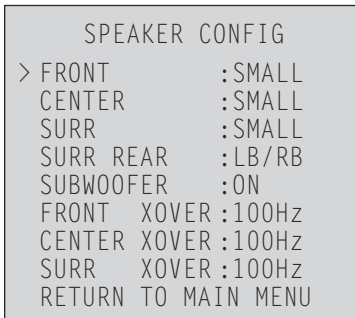 SPEAKER CONFIG
> FRONT :SMALL
CENTER :SMALL
SURR :SMALL
SURR REAR :LB/RB
SUBWOOFER :ON
FRONT XOVER:100Hz
CENTER XOVER:100Hz
SURR XOVER:100Hz
RETURN TO MAIN MENU